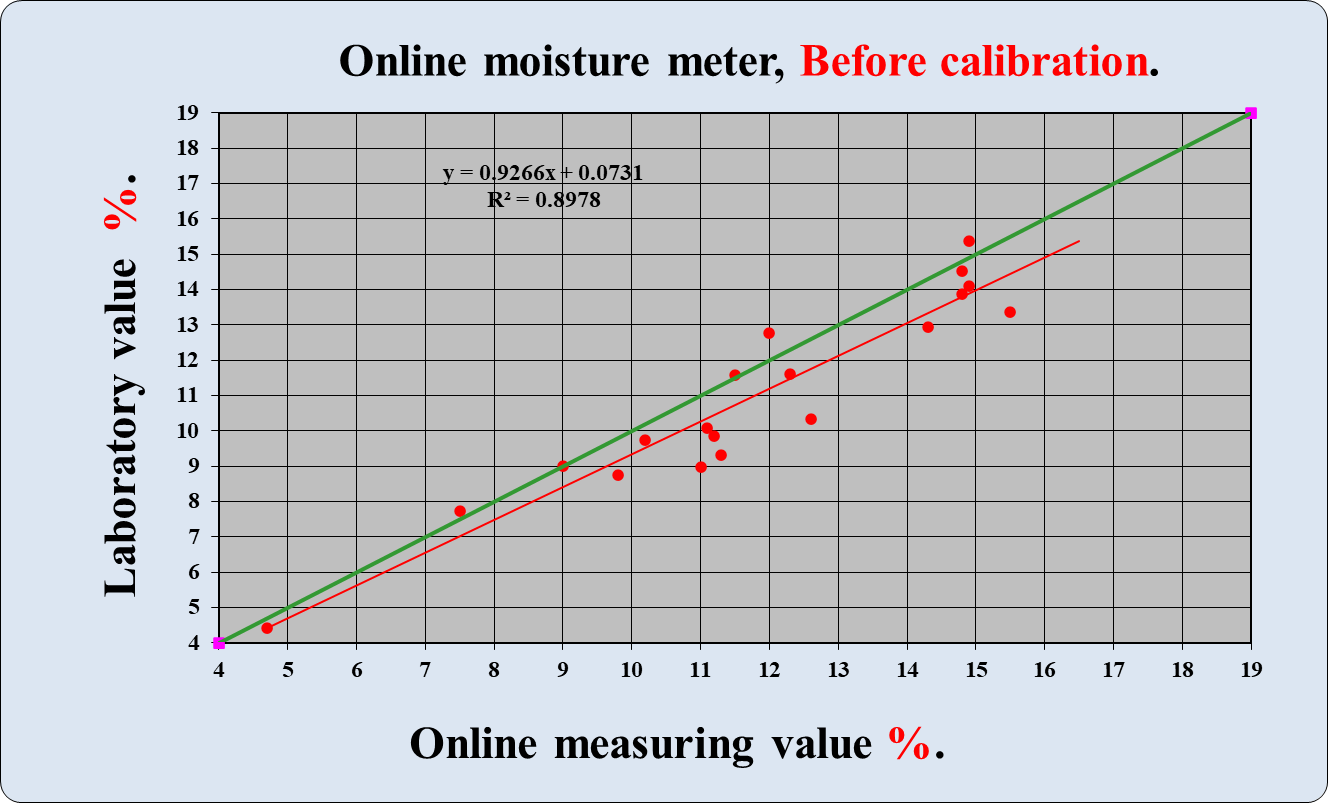 Online moisture meter, Before calibration.
19
18
17
16
15
14
13
12
11
10
9
8
7
6
5
4
y = 0.9266x + 0.0731
R² = 0.8978
Laboratory value %.
4 5 6 7 8 9 10 11 12 13 14 15 16 17 18 19
Online measuring value %.